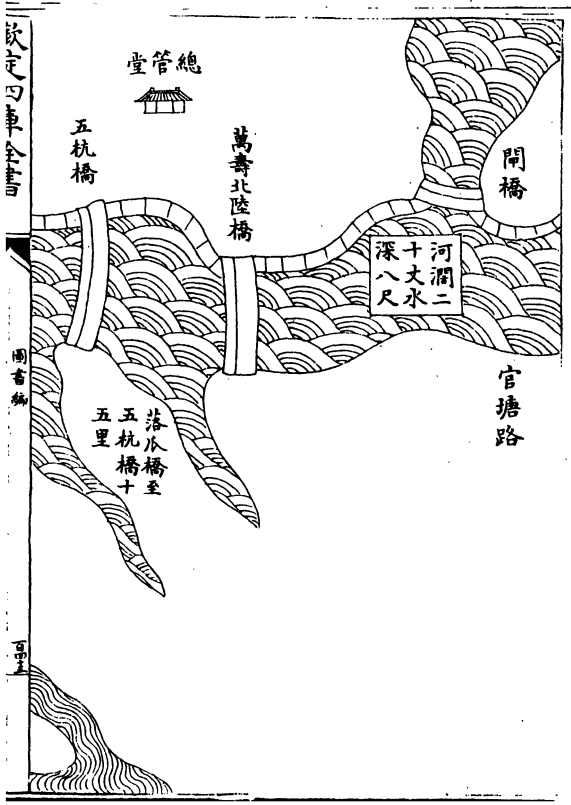 閘橋
河濶二
十丈水
深八尺
官塘路
萬壽北陸橋
總管堂
五杭橋
落瓜橋至
五杭橋十
五里
欽定四庫全書
圖書編